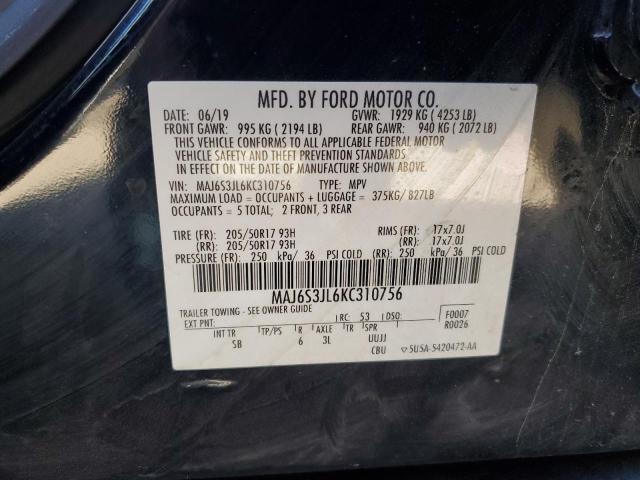 MFD. BY FORD MOTOR CO.
DATE: 06/19 GVWR: 1929 KG ( 4253 LB)
FRONT GAWR: 995 KG ( 2194 LB) REAR GAWR: 940 KG ( 2072 LB)
THIS VEHICLE CONFORMS TO ALL APPLICABLE FEDERAL MOTOR
VEHICLE SAFETY AND THEFT PREVENTION STANDARDS
IN EFFECT ON THE DATE OF MANUFACTURE SHOWN ABOVE.
VIN: MAJ6S3JL6KC310756 TYPE: MPV
MAXIMUM LOAD = OCCUPANTS + LUGGAGE = 375KG/ 827LB
OCCUPANTS = 5 TOTAL; 2 FRONT, 3 REAR
TIRE (FR): 205/50R17 93H RIMS (FR): 17x7.0J
(RR): 205/50R17 93H (RR): 17x7.0J
PRESSURE (FR): 250 kPa/ 36 PSI COLD (RR): 250 kPa/ 36 PSI COLD
MAJ6S3JL6KC310756
TRAILER TOWING - SEE OWNER GUIDE
EXT PNT: RC: 53 DSO: F0007
R0026
INT TR TP/PS R AXLE TR SPR
SB 6 3L UUJJ
CBU 5U5A-5420472-AA